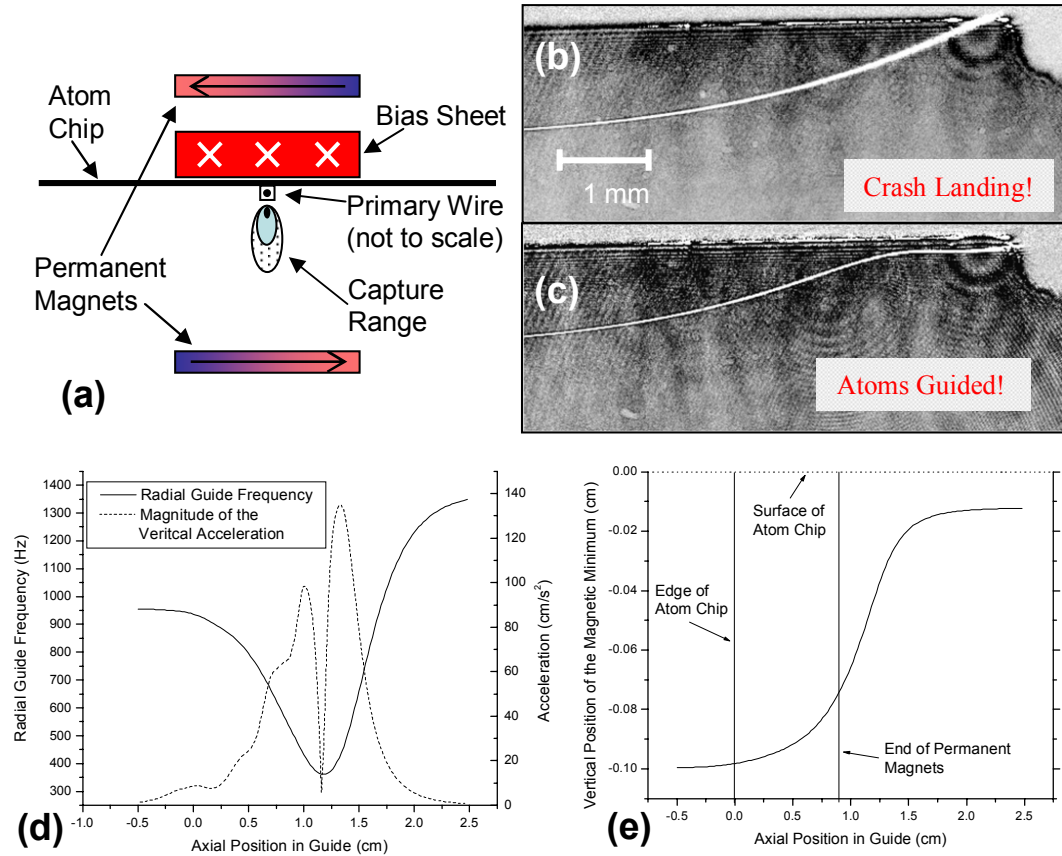 Atom
Chip
Bias Sheet
Primary Wire
(not to scale)
Permanent
Magnets
Capture
Range
(a)
(b)
1 mm
Crash Landing!
(c)
Atoms Guided!
Radial Guide Frequency
Magnitude of the
Veritcal Acceleration
1400
1300
1200
1100
1000
900
800
700
600
500
400
300
Radial Guide Frequency (Hz)
140
120
100
80
60
40
20
0
Acceleration (cm/s²)
-1.0 -0.5 0.0 0.5 1.0 1.5 2.0 2.5
Axial Position in Guide (cm)
(d)
0.00
-0.02
-0.04
-0.06
-0.08
-0.10
Vertical Position of the Magnetic Minimum (cm)
Surface of
Atom Chip
Edge of
Atom Chip
End of Permanent
Magnets
-0.5 0.0 0.5 1.0 1.5 2.0 2.5
Axial Position in Guide (cm)
(e)